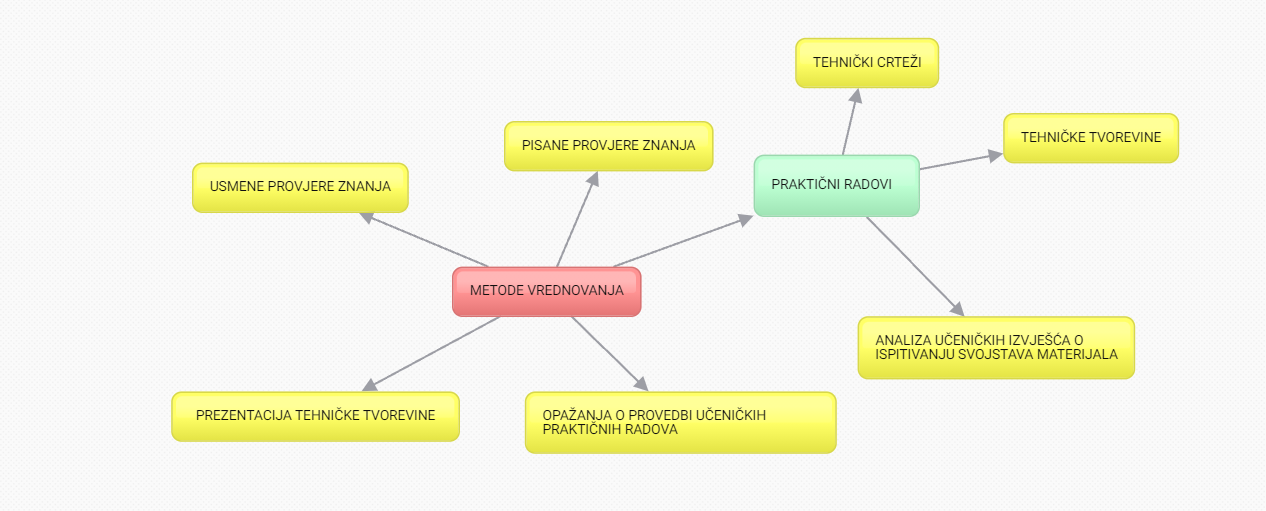 TEHNIČKI CRTEŽI
TEHNIČKE TVOREVINE
PISANE PROVJERE ZNANJA
USMENE PROVJERE ZNANJA
PRAKTIČNI RADOVI
METODE VREDNOVANJA
ANALIZA UČENIČKIH IZVJEŠĆA O
ISPITIVANJU SVOJSTAVA MATERIJALA
PREZENTACIJA TEHNIČKE TVOREVINE
OPAŽANJA O PROVEDBI UČENIČKIH
PRAKTIČNIH RADOVA